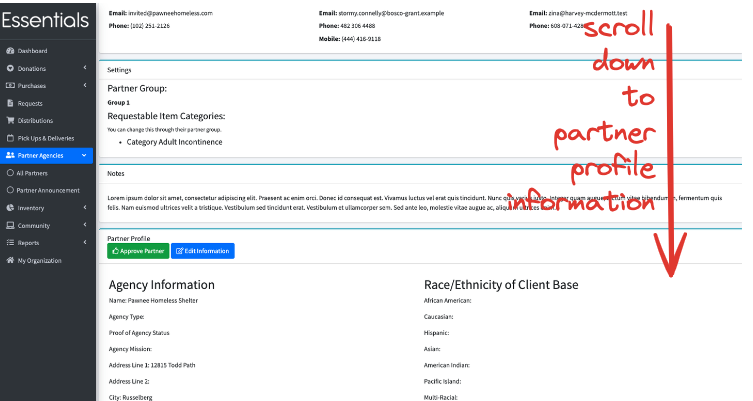 Essentials
Dashboard
Donations
Purchases
Requests
Distributions
Pick Ups & Deliveries
Partner Agencies
All Partners
Partner Announcement
Inventory
Community
Reports
My Organization
Email: invited@pawneehomeless.com
Phone: (102) 251-2126
Email: stormy.connelly@bosco-grant.example
Phone: 482 306 4488
Mobile: (444) 416-9118
Email: zina@harvey-mcdermott.test
Phone: 608-071-428
scroll
down
to
partner
profile
information
Settings
Partner Group:
Group 1
Requestable Item Categories:
You can change this through their partner group.
• Category Adult Incontinence
Notes
Lorem ipsum dolor sit amet, consectetur adipiscing elit. Praesent ac enim orci. Donec id consequat est. Vivamus luctus vel erat quis tincidunt. Nunc quis varius justo. Integer quam augue, rutrum vitae bibendum in, fermentum quis
felis. Nam euismod ultrices velit a tristique. Vestibulum sed tincidunt erat. Vestibulum et ullamcorper sem. Sed ante leo, molestie vitae augue ac, aliquam ultrices
Partner Profile
Approve Partner
Edit Information
Agency Information
Name: Pawnee Homeless Shelter
Agency Type:
Proof of Agency Status
Agency Mission:
Address Line 1: 12815 Todd Path
Address Line 2:
City: Russelberg
Race/Ethnicity of Client Base
African American:
Caucasian:
Hispanic:
Asian:
American Indian:
Pacific Island:
Multi-Racial: